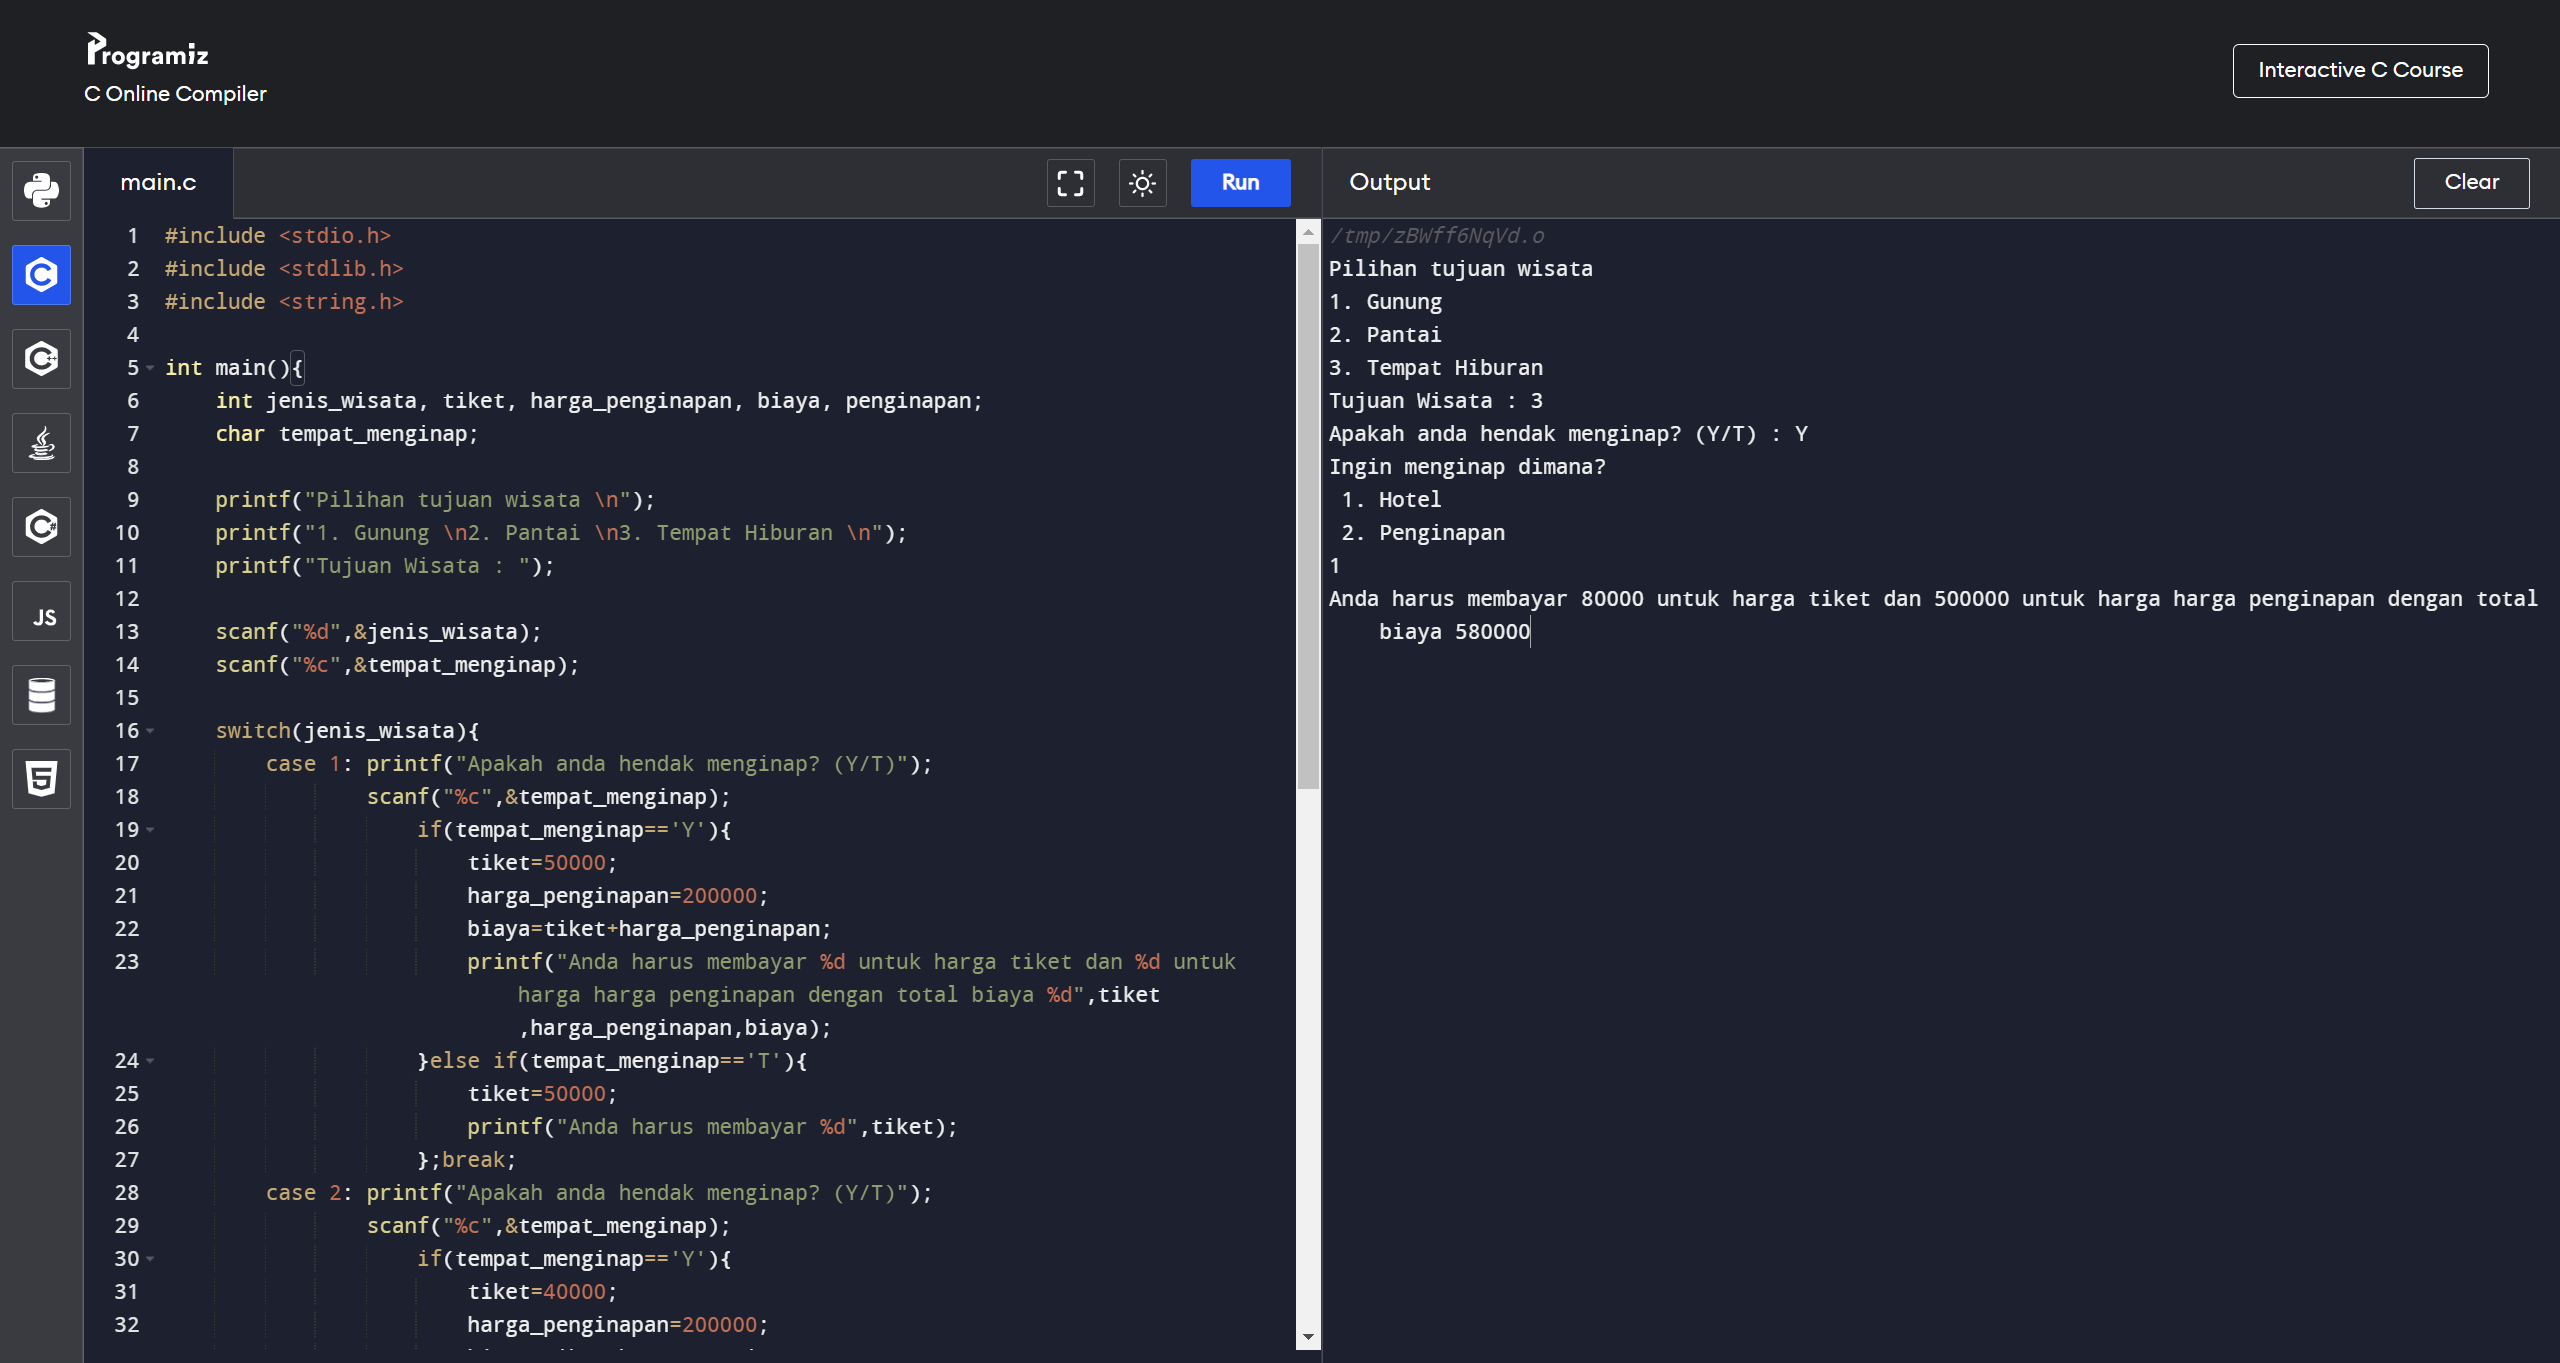 Programiz
C Online Compiler
Interactive C Course
main.c
Run
Output
Clear
JS
1 #include <stdio.h>
2 #include <stdlib.h>
3 #include <string.h>
4
5 int main(){
6 int jenis_wisata, tiket, harga_penginapan, biaya, penginapan;
7 char tempat_menginap;
8
9 printf("Pilihan tujuan wisata \n");
10 printf("1. Gunung \n2. Pantai \n3. Tempat Hiburan \n");
11 printf("Tujuan Wisata : ");
12
13 scanf("%d",&jenis_wisata);
14 scanf("%c",&tempat_menginap);
15
16 switch(jenis_wisata){
17 case 1: printf("Apakah anda hendak menginap? (Y/T)");
18 scanf("%c",&tempat_menginap);
19 if(tempat_menginap=='Y'){
20 tiket=50000;
21 harga_penginapan=200000;
22 biaya=tiket+harga_penginapan;
23 printf("Anda harus membayar %d untuk harga tiket dan %d untuk
harga harga penginapan dengan total biaya %d",tiket
,harga_penginapan,biaya);
24 }else if(tempat_menginap=='T'){
25 tiket=50000;
26 printf("Anda harus membayar %d",tiket);
27 };break;
28 case 2: printf("Apakah anda hendak menginap? (Y/T)");
29 scanf("%c",&tempat_menginap);
30 if(tempat_menginap=='Y'){
31 tiket=40000;
32 harga_penginapan=200000;
/tmp/zBWff6NqVd.o
Pilihan tujuan wisata
1. Gunung
2. Pantai
3. Tempat Hiburan
Tujuan Wisata : 3
Apakah anda hendak menginap? (Y/T) : Y
Ingin menginap dimana?
1. Hotel
2. Penginapan
1
Anda harus membayar 80000 untuk harga tiket dan 500000 untuk harga harga penginapan dengan total
biaya 580000